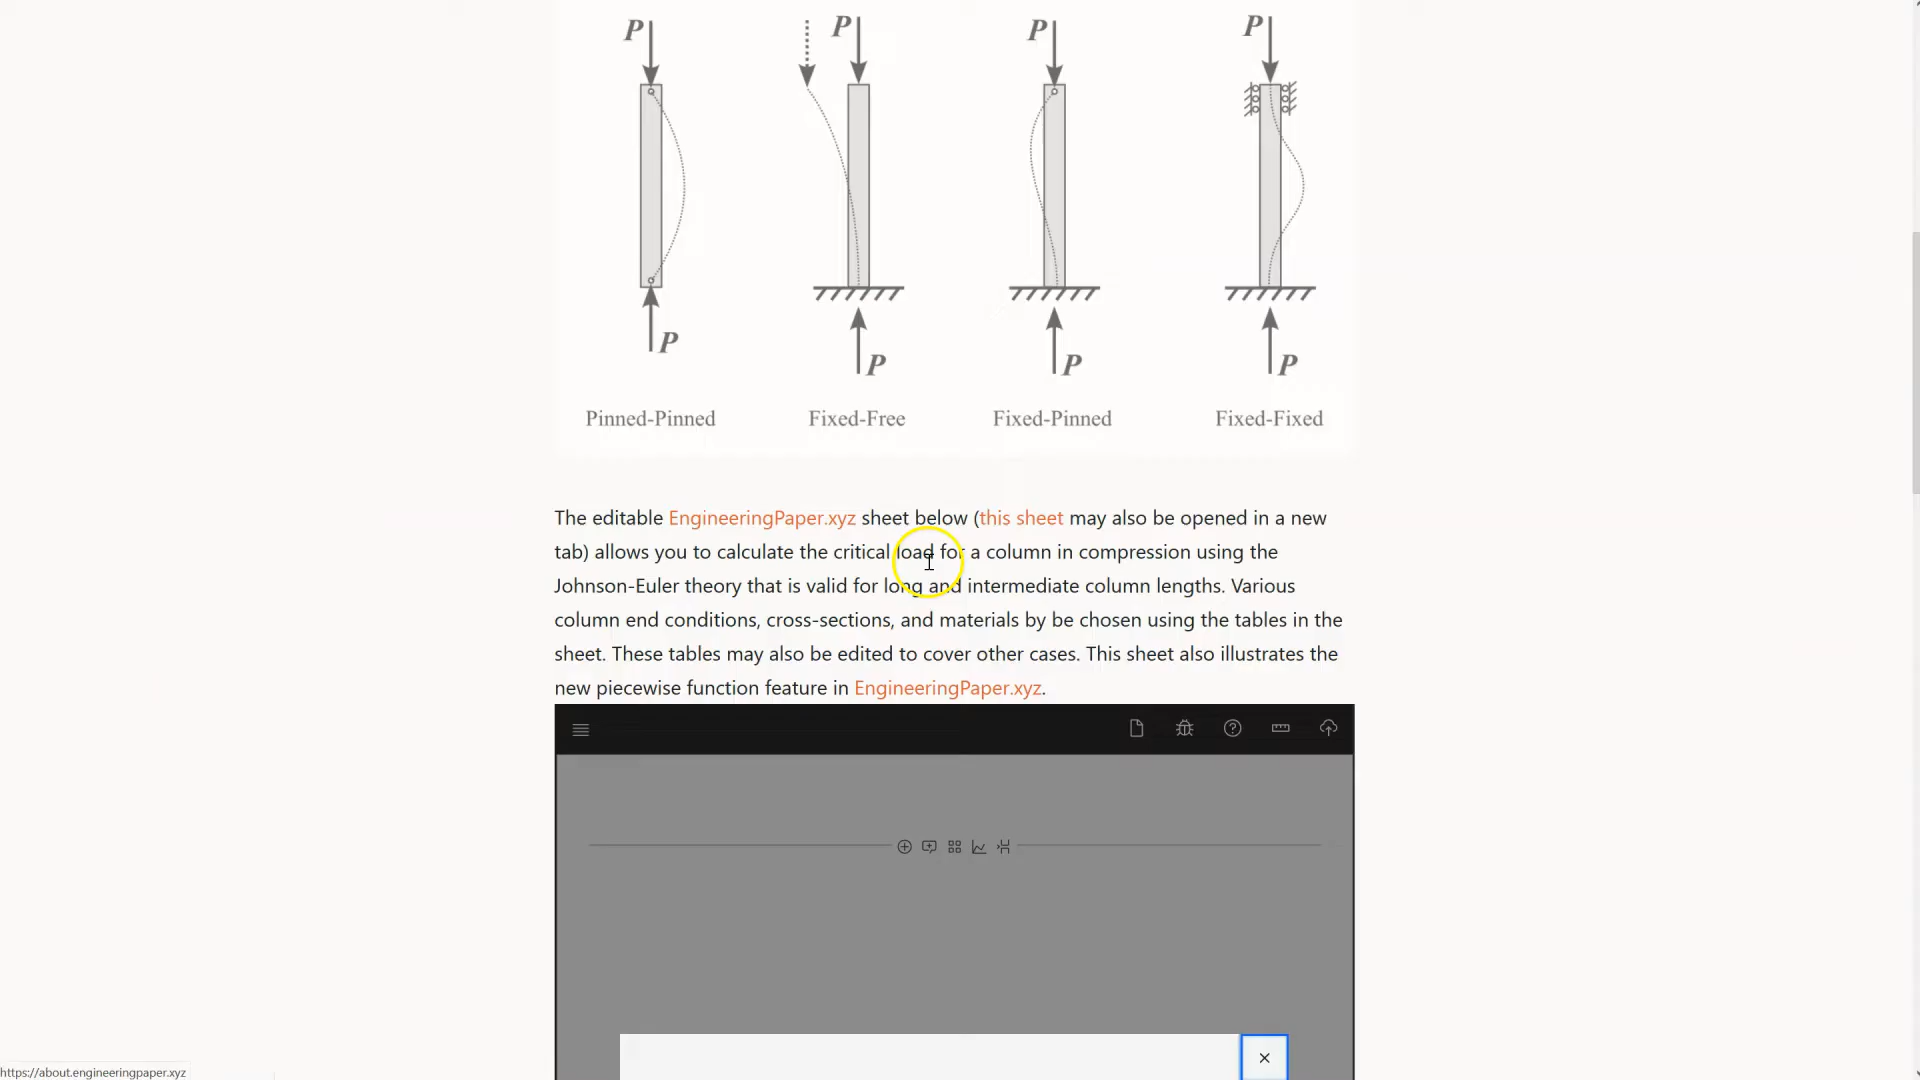 P P P P
P
P P P
Pinned-Pinned Fixed-Free Fixed-Pinned Fixed-Fixed
The editable EngineeringPaper.xyz sheet below (this sheet may also be opened in a new
tab) allows you to calculate the critical load for a column in compression using the
Johnson-Euler theory that is valid for long and intermediate column lengths. Various
column end conditions, cross-sections, and materials by be chosen using the tables in the
sheet. These tables may also be edited to cover other cases. This sheet also illustrates the
new piecewise function feature in EngineeringPaper.xyz.
https://about.engineeringpaper.xyz